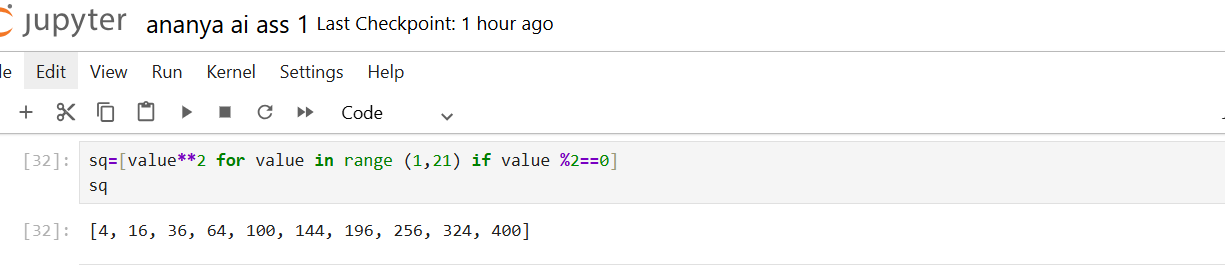 jupyter ananya ai ass 1 Last Checkpoint: 1 hour ago
le Edit View Run Kernel Settings Help
Code
[32]: sq=[value**2 for value in range (1,21) if value %2==0]
sq
[32]: [4, 16, 36, 64, 100, 144, 196, 256, 324, 400]